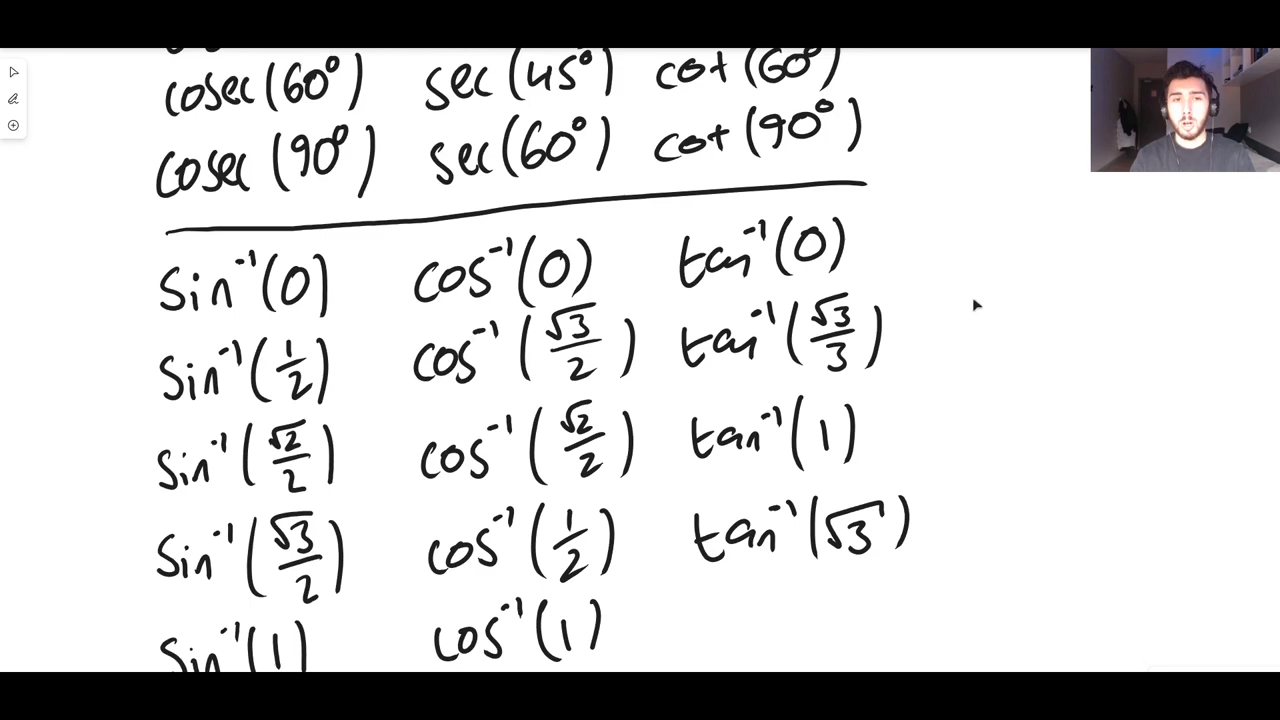 cosec (60°) sec (45°) cot (60°)
cosec (90°) sec (60°) cot (90°)
sin⁻¹(0) cos⁻¹(0) tan⁻¹(0)
sin⁻¹(1/2) cos⁻¹(√3/2) tan⁻¹(√3/3)
sin⁻¹(√2/2) cos⁻¹(√2/2) tan⁻¹(1)
sin⁻¹(√3/2) cos⁻¹(1/2) tan⁻¹(√3)
sin⁻¹(1) cos⁻¹(1)